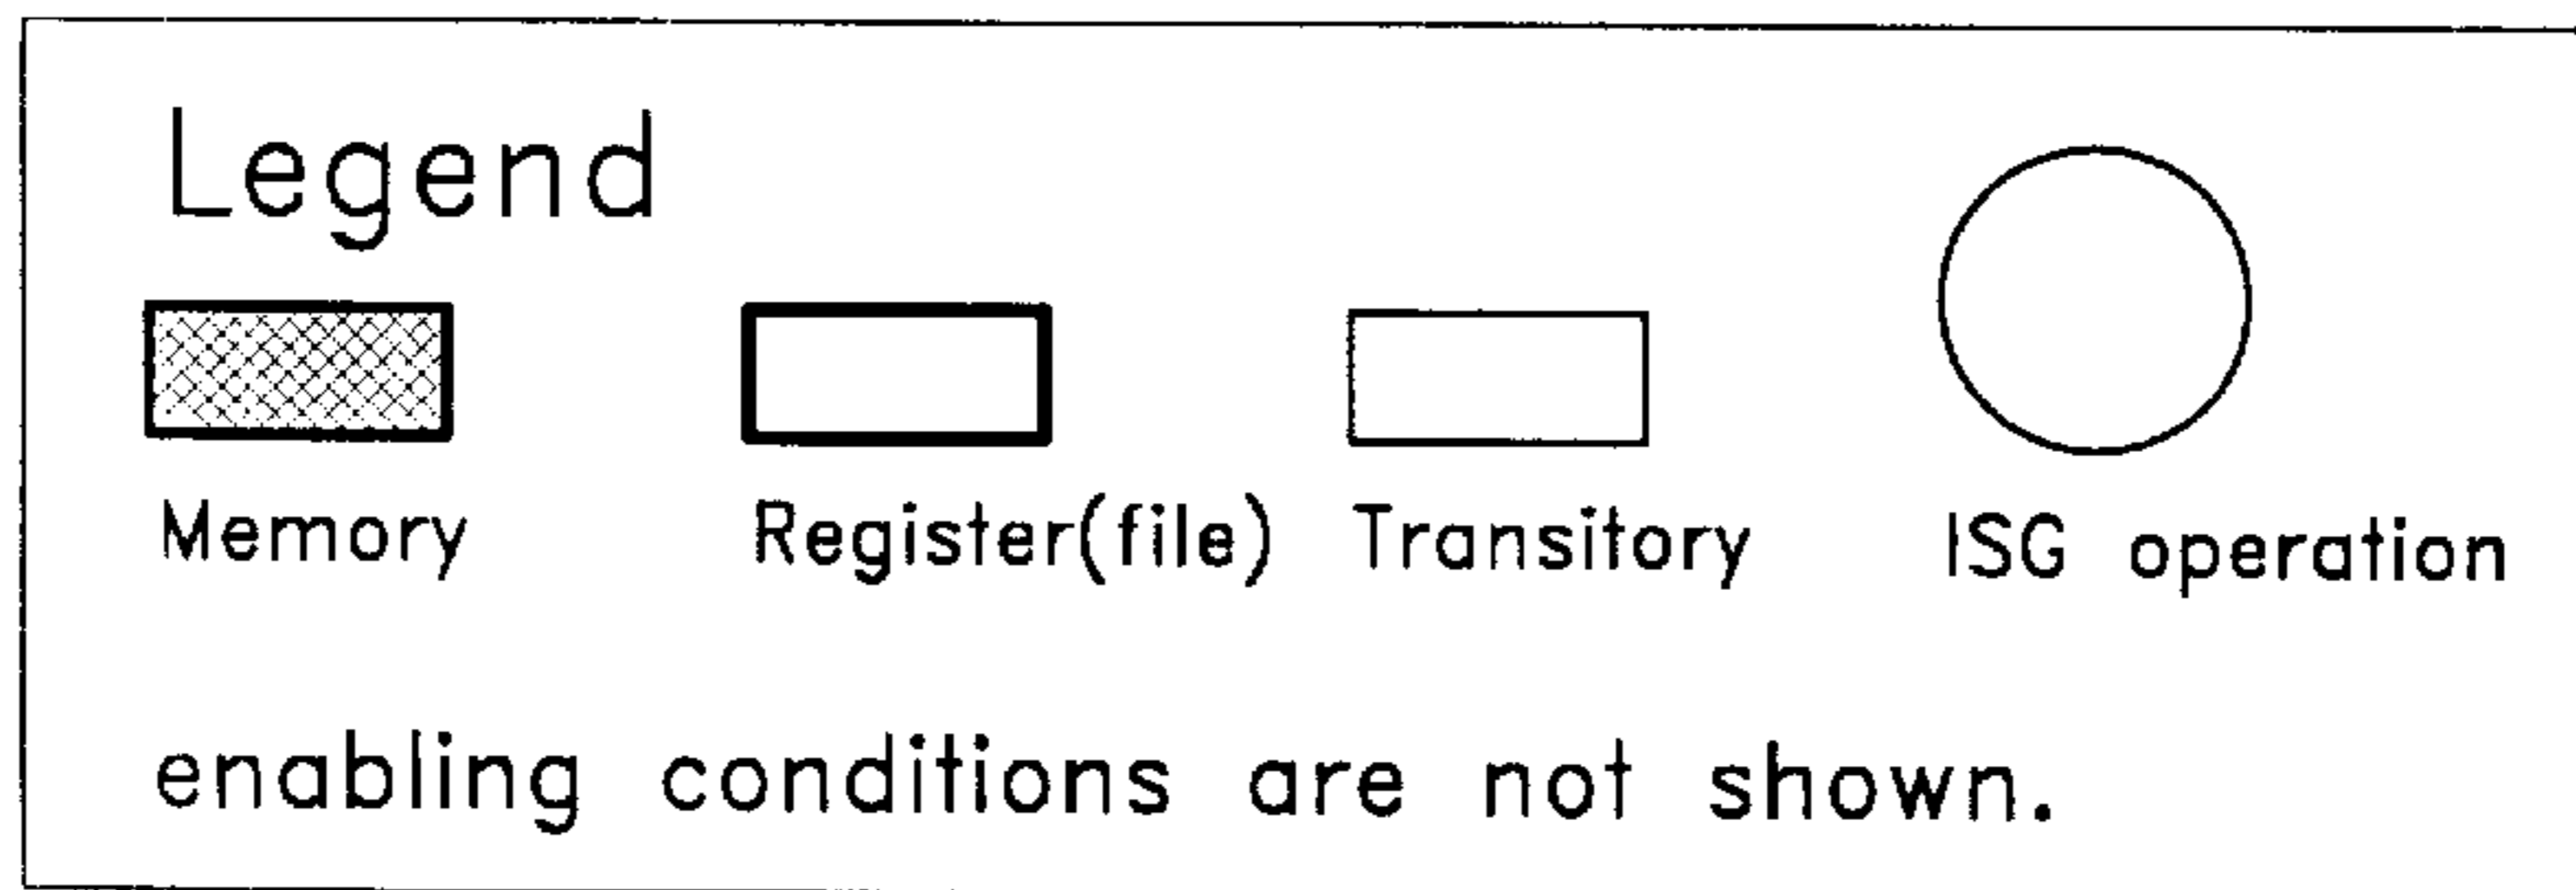 Legend
Memory Register(file) Transitory ISG operation
enabling conditions are not shown.